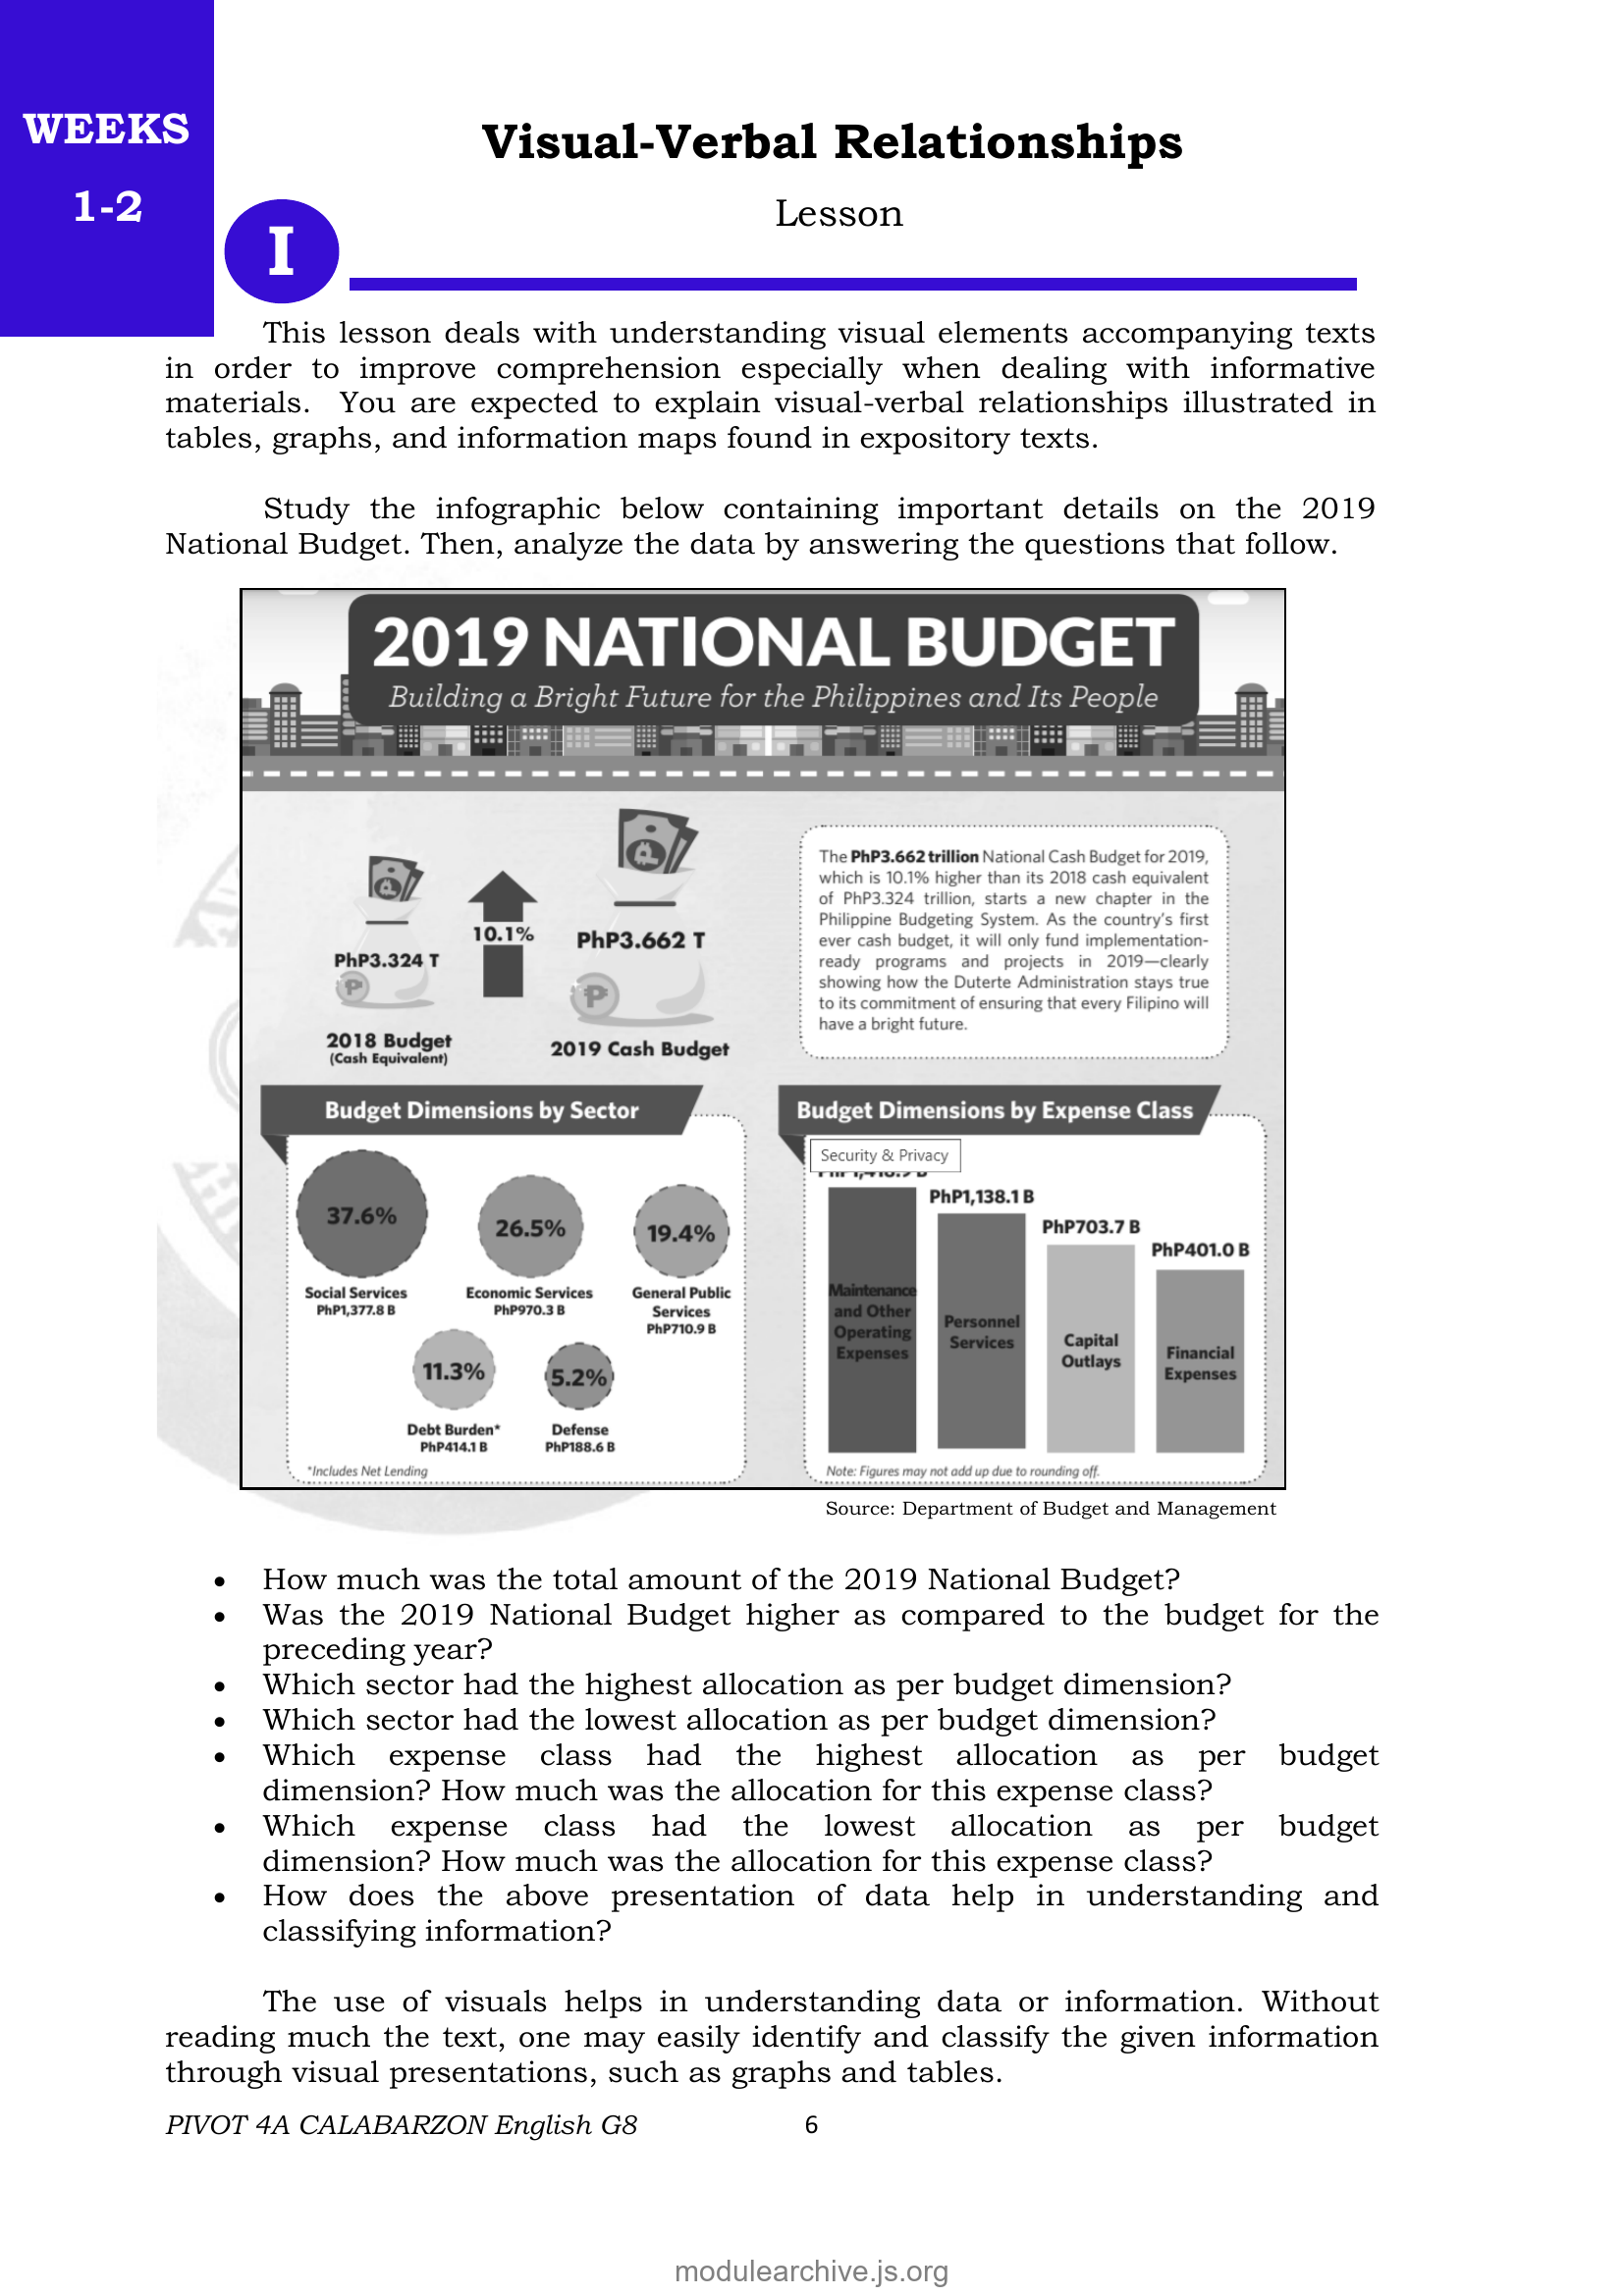 WEEKS
1-2
Visual-Verbal Relationships
Lesson
I
This lesson deals with understanding visual elements accompanying texts
in order to improve comprehension especially when dealing with informative
materials. You are expected to explain visual-verbal relationships illustrated in
tables, graphs, and information maps found in expository texts.
Study the infographic below containing important details on the 2019
National Budget. Then, analyze the data by answering the questions that follow.
2019 NATIONAL BUDGET
Building a Bright Future for the Philippines and Its People
PhP3.324 T
2018 Budget
(Cash Equivalent)
10.1%
PhP3.662 T
2019 Cash Budget
The PhP3.662 trillion National Cash Budget for 2019,
which is 10.1% higher than its 2018 cash equivalent
of PhP3.324 trillion, starts a new chapter in the
Philippine Budgeting System. As the country's first
ever cash budget, it will only fund implementation-
ready programs and projects in 2019—clearly
showing how the Duterte Administration stays true
to its commitment of ensuring that every Filipino will
have a bright future.
Budget Dimensions by Sector
37.6%
Social Services
PhP1,377.8 B
26.5%
Economic Services
PhP970.3 B
19.4%
General Public
Services
PhP710.9 B
11.3%
Debt Burden*
PhP414.1 B
5.2%
Defense
PhP188.6 B
*Includes Net Lending
Budget Dimensions by Expense Class
Security & Privacy
Maintenance
and Other
Operating
Expenses
PhP1,138.1 B
Personnel
Services
PhP703.7 B
Capital
Outlays
PhP401.0 B
Financial
Expenses
Note: Figures may not add up due to rounding off.
Source: Department of Budget and Management
• How much was the total amount of the 2019 National Budget?
• Was the 2019 National Budget higher as compared to the budget for the
preceding year?
• Which sector had the highest allocation as per budget dimension?
• Which sector had the lowest allocation as per budget dimension?
• Which expense class had the highest allocation as per budget
dimension? How much was the allocation for this expense class?
• Which expense class had the lowest allocation as per budget
dimension? How much was the allocation for this expense class?
• How does the above presentation of data help in understanding and
classifying information?
The use of visuals helps in understanding data or information. Without
reading much the text, one may easily identify and classify the given information
through visual presentations, such as graphs and tables.
PIVOT 4A CALABARZON English G8
6
modulearchive.js.org